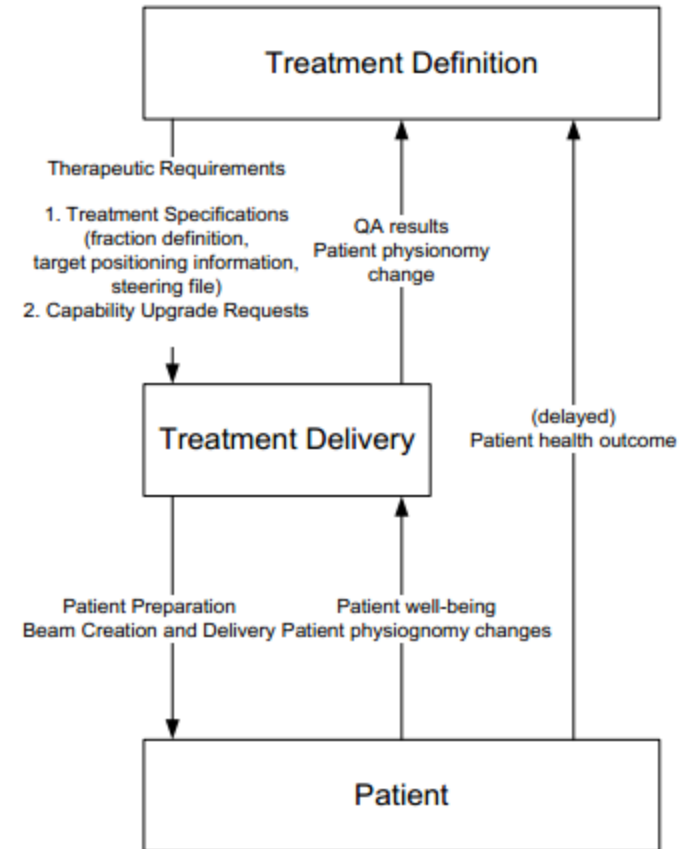 Treatment Definition
Therapeutic Requirements
1. Treatment Specifications
(fraction definition,
target positioning information,
steering file)
2. Capability Upgrade Requests
QA results
Patient physionomy
change
(delayed)
Patient health outcome
Treatment Delivery
Patient Preparation
Beam Creation and Delivery
Patient well-being
Patient physiognomy changes
Patient